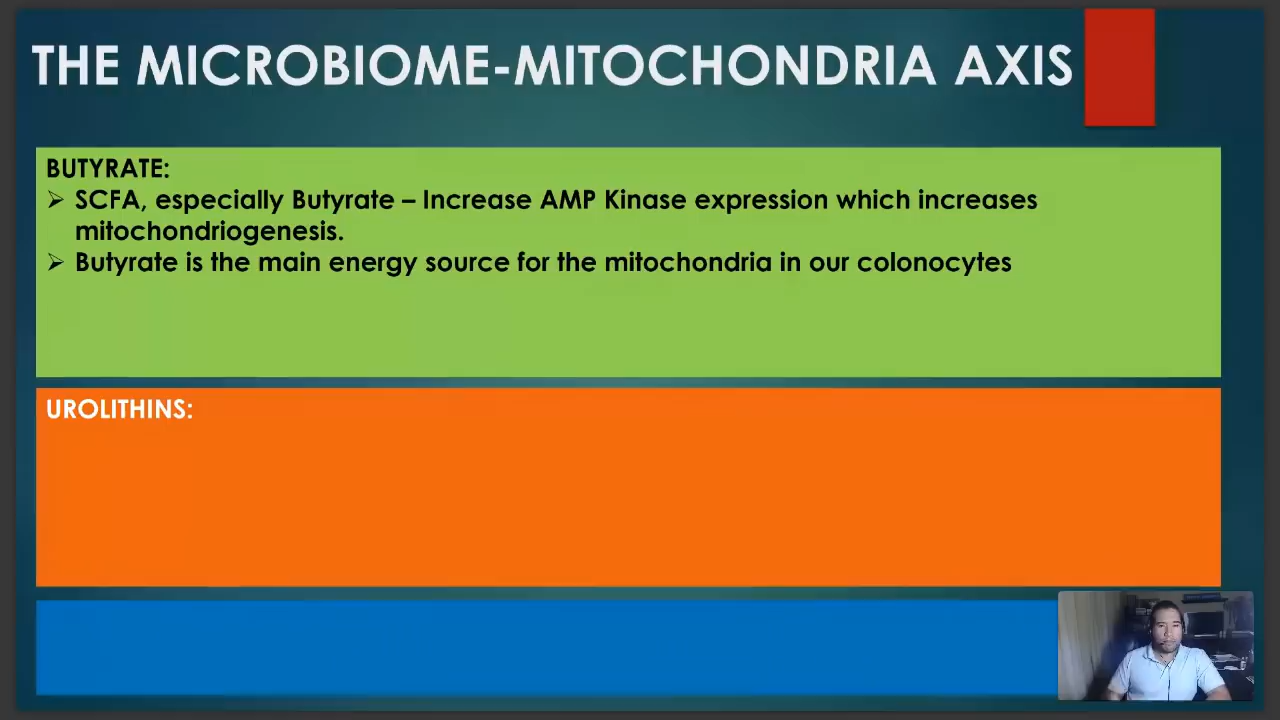 THE MICROBIOME-MITOCHONDRIA AXIS
BUTYRATE:
➢ SCFA, especially Butyrate – Increase AMP Kinase expression which increases
mitochondriogenesis.
➢ Butyrate is the main energy source for the mitochondria in our colonocytes
UROLITHINS: